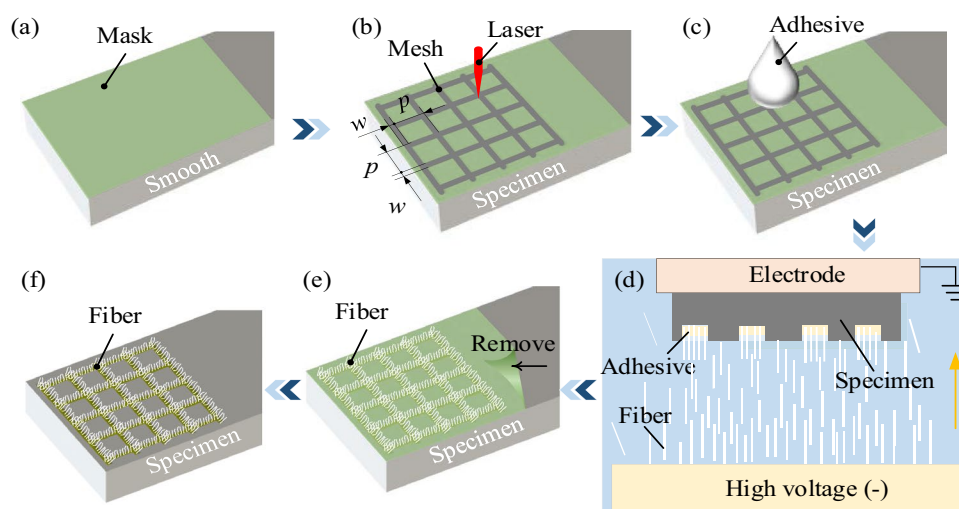 (a)
Mask
Smooth
(b)
Mesh
Laser
p
w
p
w
Specimen
(c)
Adhesive
Specimen
(d)
Electrode
Adhesive
Specimen
Fiber
High voltage (-)
(e)
Fiber
Remove
Specimen
(f)
Fiber
Specimen